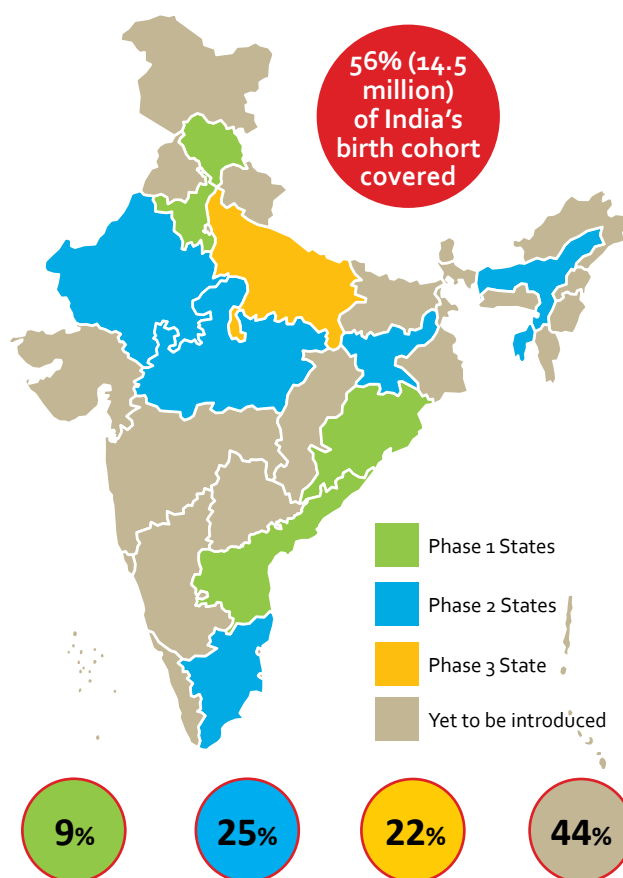 56% (14.5
million)
of India's
birth cohort
covered
Phase 1 States
Phase 2 States
Phase 3 State
Yet to be introduced
9%
25%
22%
44%